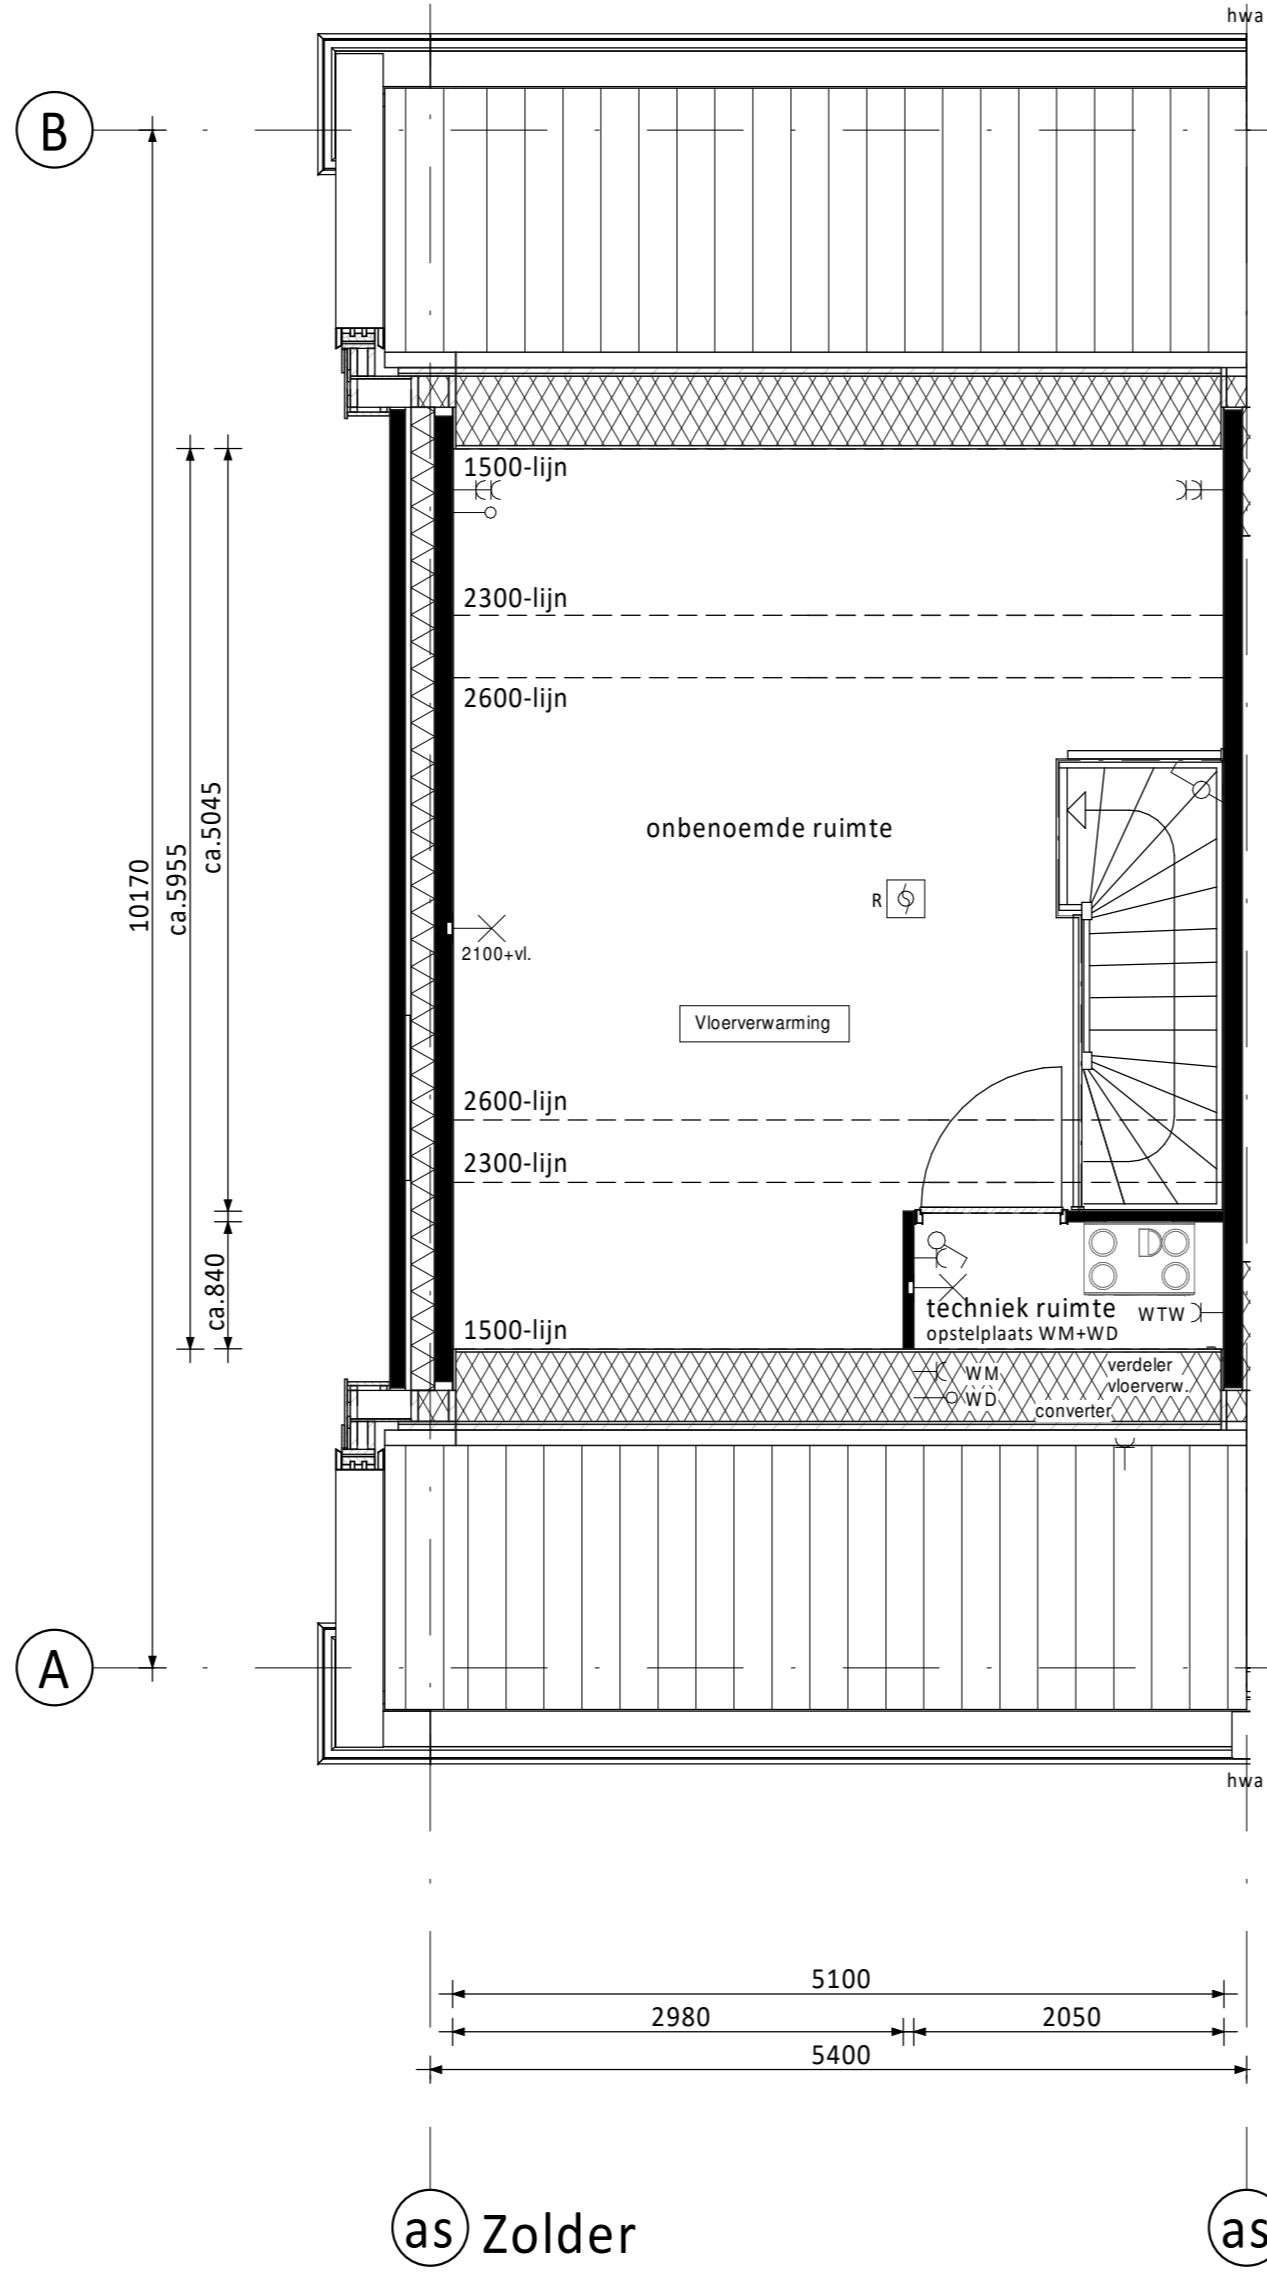 hwa
B
1500-lijn
2300-lijn
2600-lijn
10170
ca.5955
ca.5045
onbenoemde ruimte
R
2100+vl.
Vloerverwarming
2600-lijn
2300-lijn
ca.840
1500-lijn
techniek ruimte
opstelplaats WM+WD
WTW
WM
WD
verdeler
vloerverw.
converter
A
hwa
5100
2980
2050
5400
as
Zolder
as